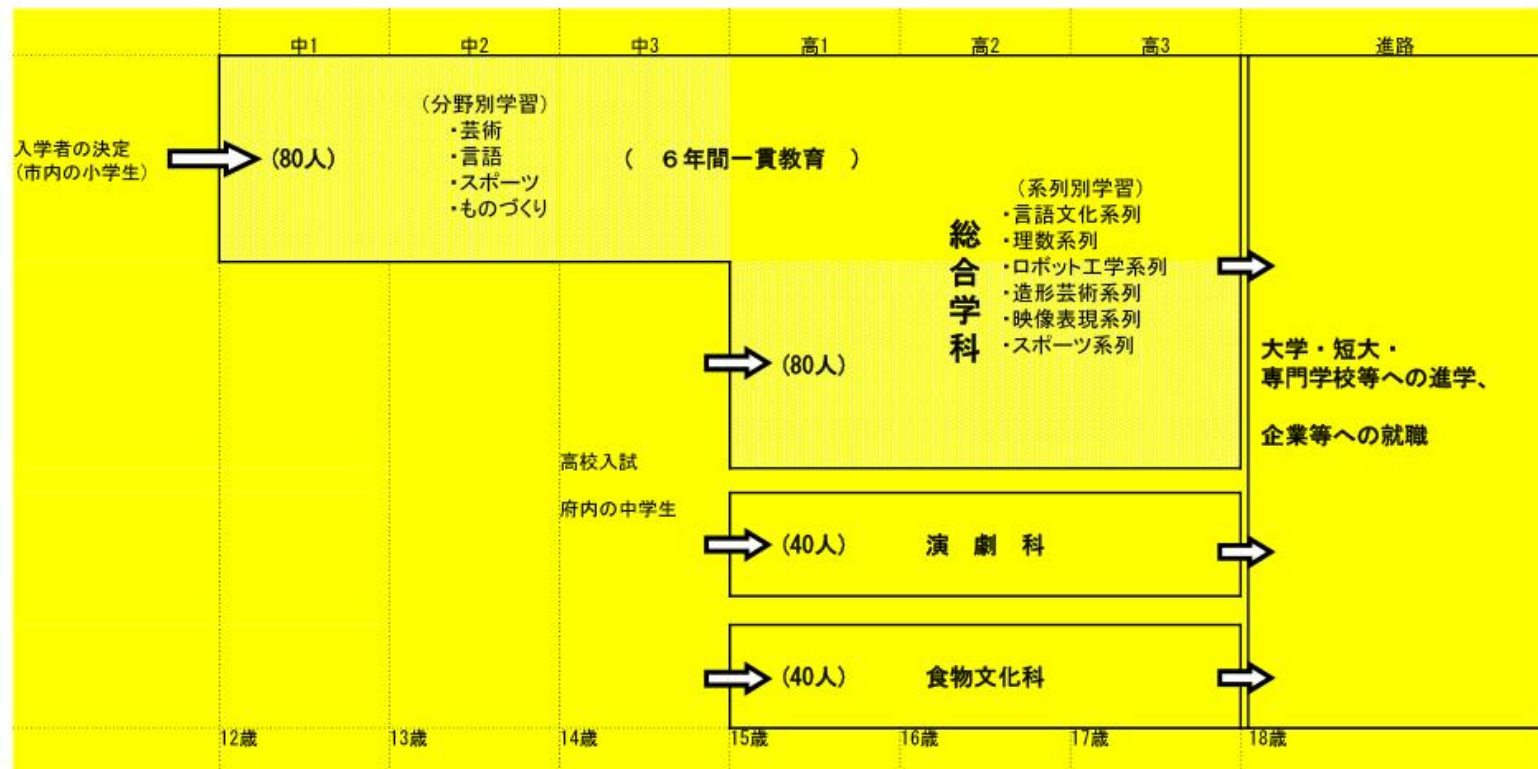 中1 中2 中3 高1 高2 高3 進路
入学者の決定
(市内の小学生)
(80人)
(分野別学習)
・芸術
・言語
・スポーツ
・ものづくり
( 6年間一貫教育 )
総合学科
(系列別学習)
・言語文化系列
・理数系列
・ロボット工学系列
・造形芸術系列
・映像表現系列
・スポーツ系列
(80人)
大学・短大・
専門学校等への進学、
企業等への就職
高校入試
府内の中学生
(40人) 演 劇 科
(40人) 食物文化科
12歳 13歳 14歳 15歳 16歳 17歳 18歳